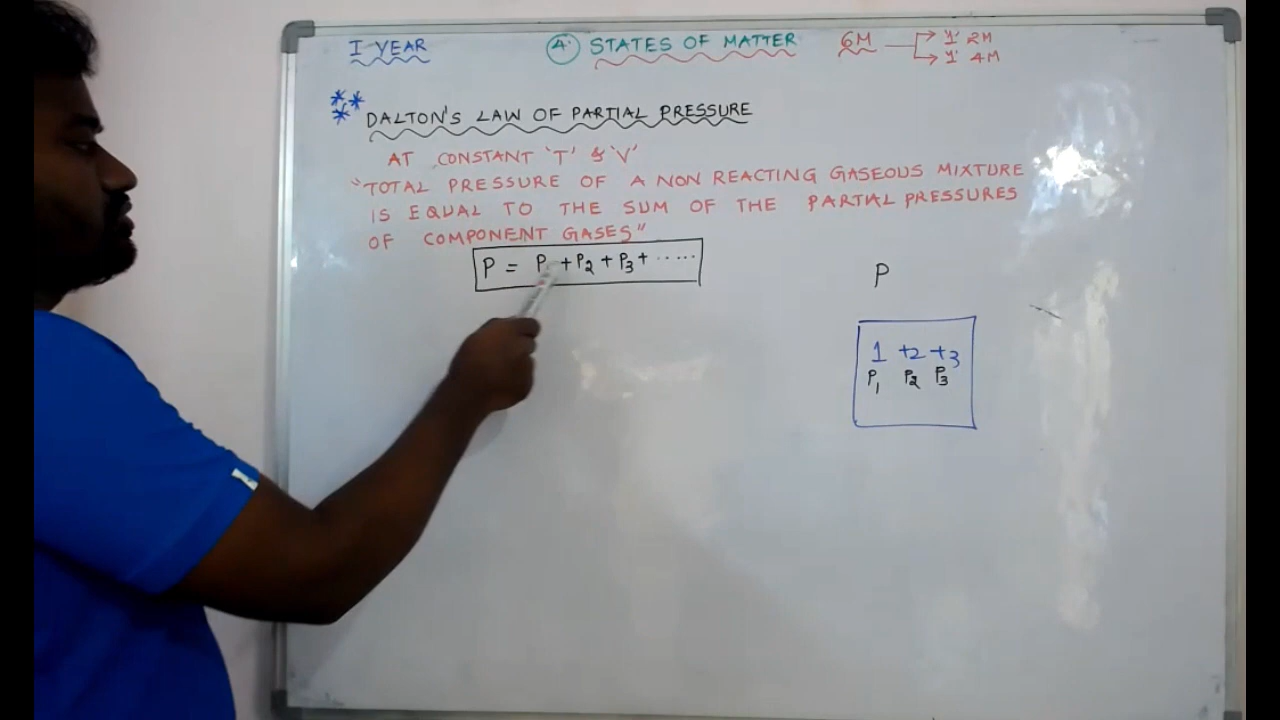 I YEAR
4. STATES OF MATTER
6M
'1' 2M
'1' 4M
DALTON'S LAW OF PARTIAL PRESSURE
AT CONSTANT 'T' & 'V'
"TOTAL PRESSURE OF A NON REACTING GASEOUS MIXTURE
IS EQUAL TO THE SUM OF THE PARTIAL PRESSURES
OF COMPONENT GASES"
P = P + P2 + P3 + ......
P
1 +2 +3
P1 P2 P3